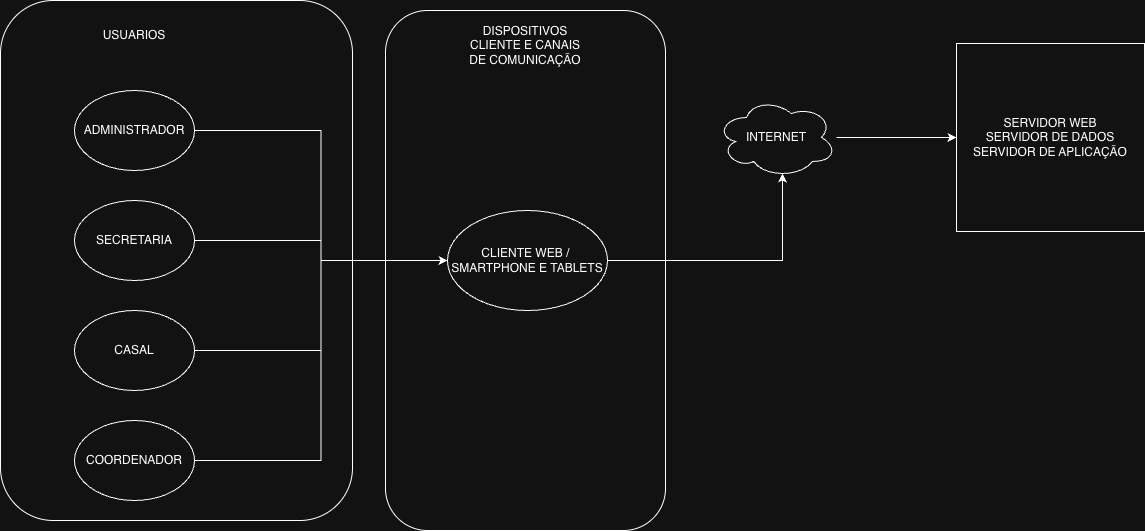 USUARIOS
ADMINISTRADOR
SECRETARIA
CASAL
COORDENADOR
DISPOSITIVOS
CLIENTE E CANAIS
DE COMUNICAÇÃO
CLIENTE WEB /
SMARTPHONE E TABLETS
INTERNET
SERVIDOR WEB
SERVIDOR DE DADOS
SERVIDOR DE APLICAÇÃO